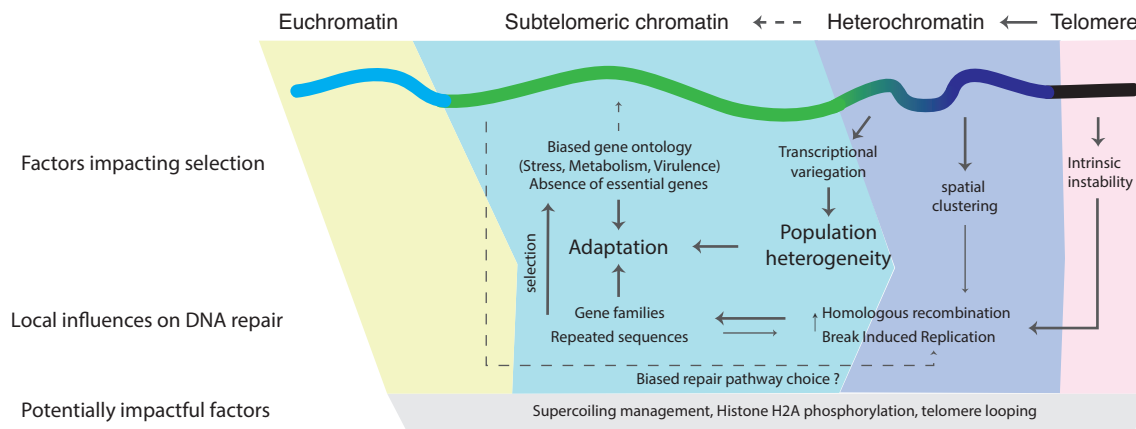 Euchromatin
Subtelomeric chromatin
Heterochromatin
Telomere
Factors impacting selection
Biased gene ontology
(Stress, Metabolism, Virulence)
Absence of essential genes
Transcriptional
variegation
spatial
clustering
Intrinsic
instability
selection
Adaptation
Population
heterogeneity
Local influences on DNA repair
Gene families
Repeated sequences
Homologous recombination
Break Induced Replication
Biased repair pathway choice ?
Potentially impactful factors
Supercoiling management, Histone H2A phosphorylation, telomere looping